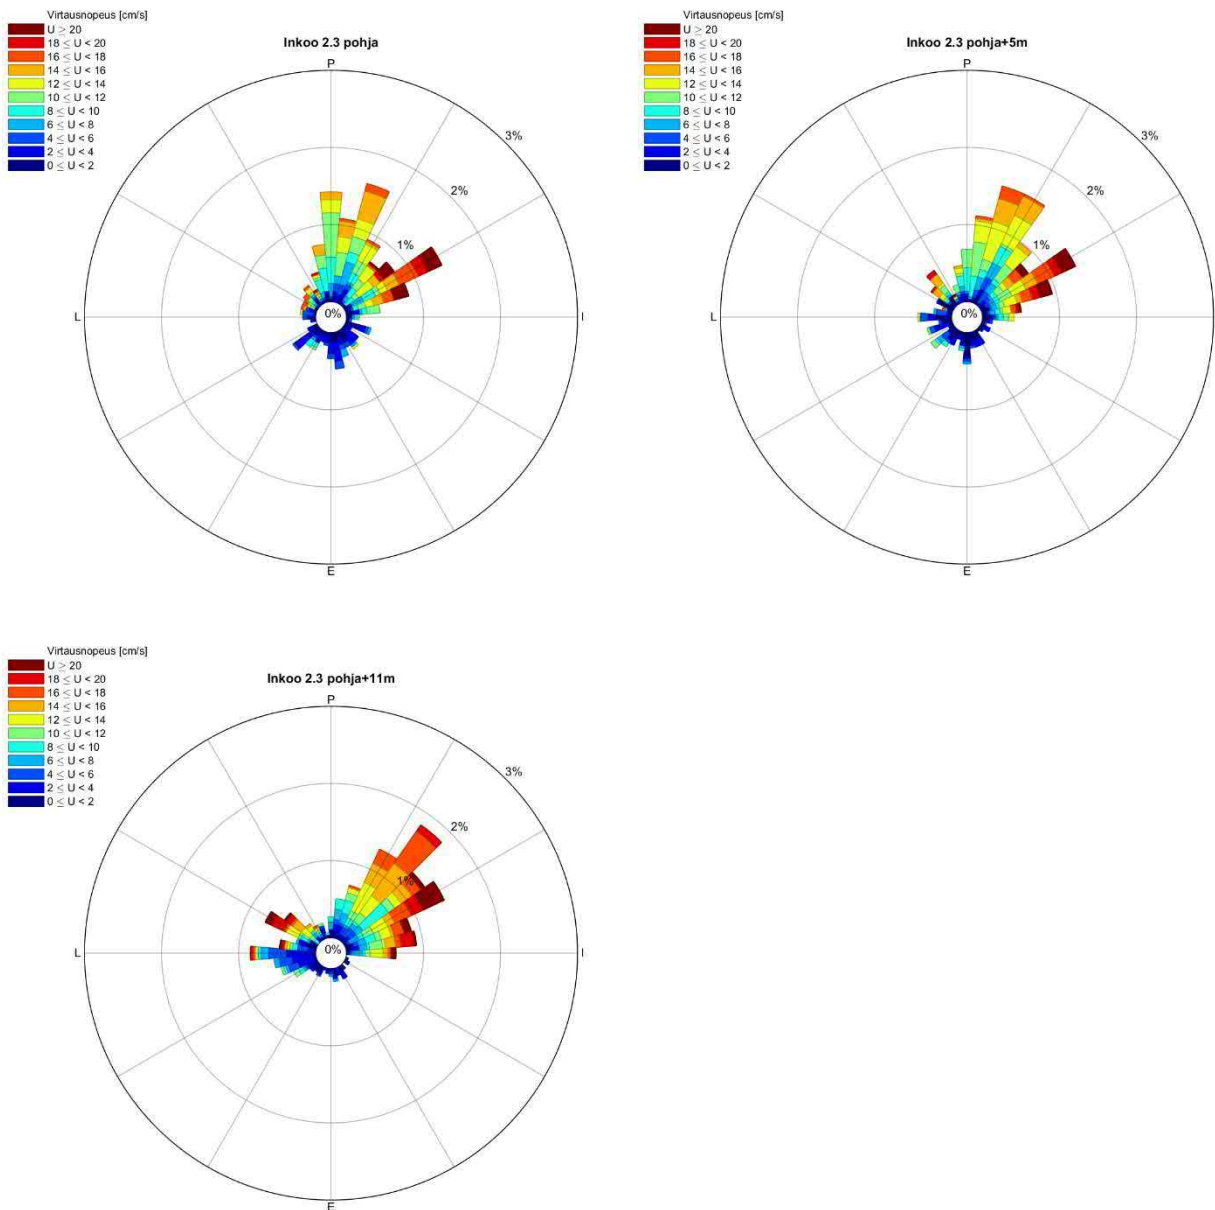 Virtausnopeus [cm/s]
U ≥ 20
18 ≤ U < 20
16 ≤ U < 18
14 ≤ U < 16
12 ≤ U < 14
10 ≤ U < 12
8 ≤ U < 10
6 ≤ U < 8
4 ≤ U < 6
2 ≤ U < 4
0 ≤ U < 2
Inkoo 2.3 pohja
P
3%
2%
1%
0%
L
I
E
Virtausnopeus [cm/s]
U ≥ 20
18 ≤ U < 20
16 ≤ U < 18
14 ≤ U < 16
12 ≤ U < 14
10 ≤ U < 12
8 ≤ U < 10
6 ≤ U < 8
4 ≤ U < 6
2 ≤ U < 4
0 ≤ U < 2
Inkoo 2.3 pohja+5m
P
3%
2%
1%
0%
L
I
E
Virtausnopeus [cm/s]
U ≥ 20
18 ≤ U < 20
16 ≤ U < 18
14 ≤ U < 16
12 ≤ U < 14
10 ≤ U < 12
8 ≤ U < 10
6 ≤ U < 8
4 ≤ U < 6
2 ≤ U < 4
0 ≤ U < 2
Inkoo 2.3 pohja+11m
P
3%
2%
1%
0%
L
I
E